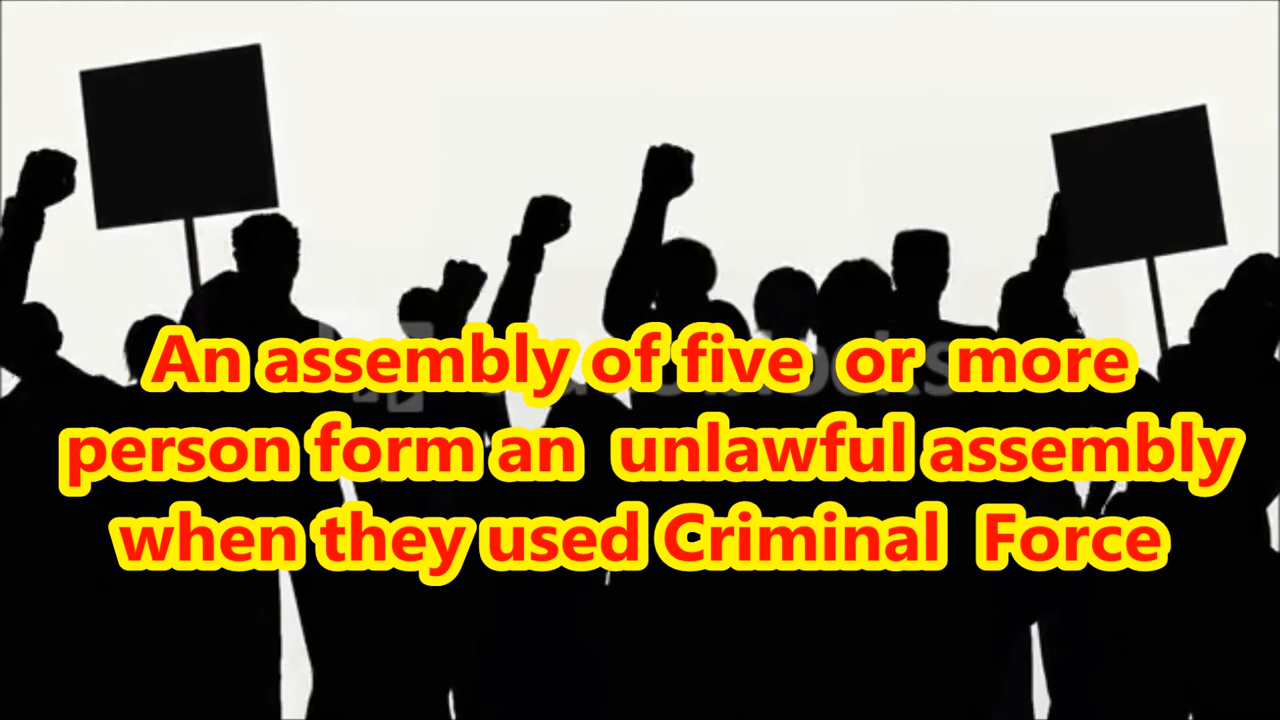 An assembly of five or more
person form an unlawful assembly
when they used Criminal Force